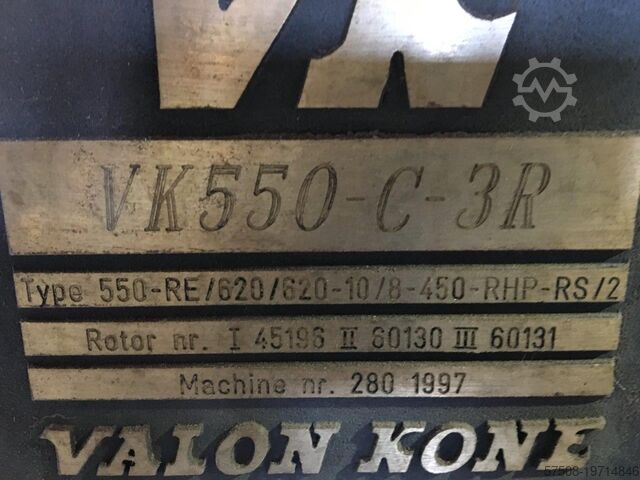 VK
VK550-C-3R
Type 550-RE/620/620-10/8-450-RHP-RS/2
Rotor nr. I 45196 II 60130 III 60131
Machine nr. 280 1997
VALON KONE
57508-19714846